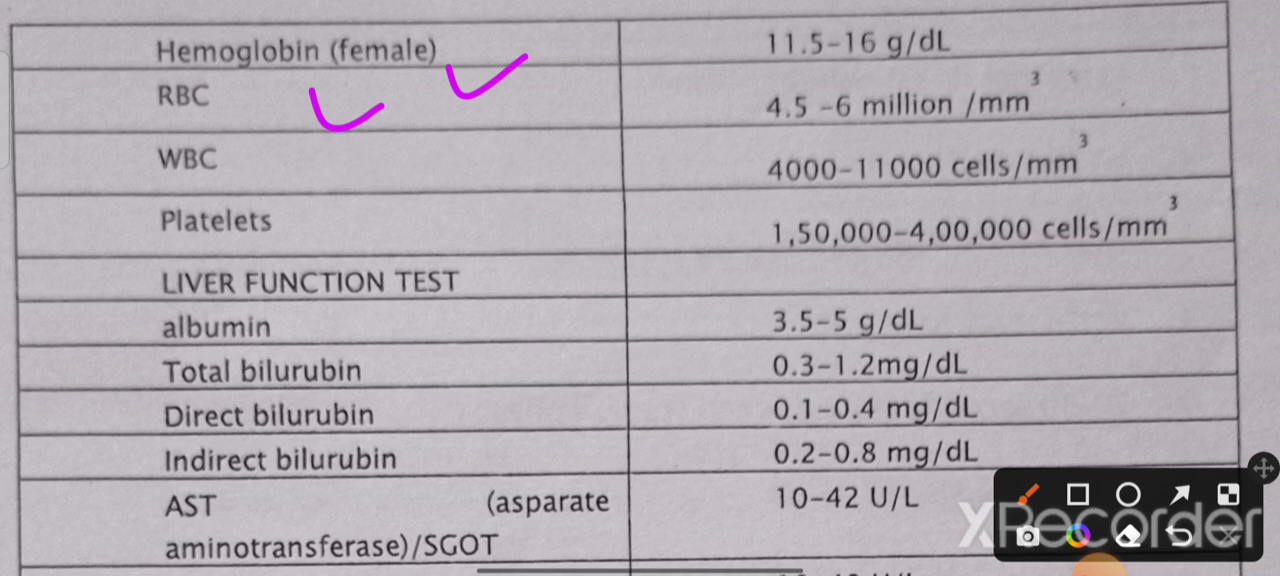 Hemoglobin (female) 11.5-16 g/dL
RBC 4.5 -6 million /mm³
WBC 4000-11000 cells/mm³
Platelets 1,50,000-4,00,000 cells/mm³
LIVER FUNCTION TEST
albumin 3.5-5 g/dL
Total bilurubin 0.3-1.2mg/dL
Direct bilurubin 0.1-0.4 mg/dL
Indirect bilurubin 0.2-0.8 mg/dL
AST (asparate 10-42 U/L
aminotransferase)/SGOT
XRecorder